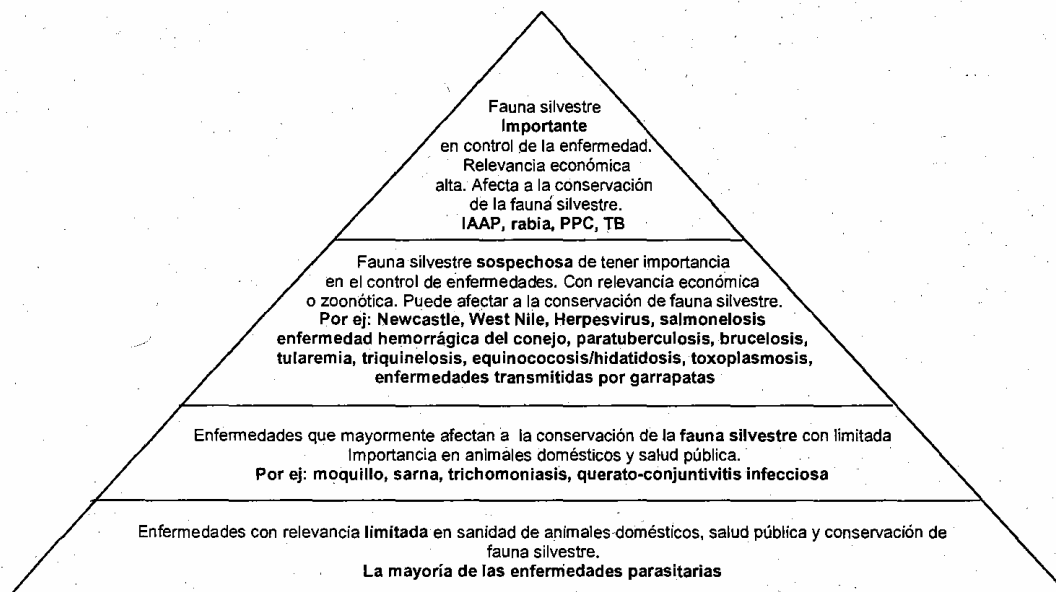 Fauna silvestre
Importante
en control de la enfermedad.
Relevancia económica
alta. Afecta a la conservación
de la fauna silvestre.
IAAP, rabia, PPC, TB
Fauna silvestre sospechosa de tener importancia
en el control de enfermedades. Con relevancia económica
o zoonótica. Puede afectar a la conservación de fauna silvestre.
Por ej: Newcastle, West Nile, Herpesvirus, salmonelosis
enfermedad hemorrágica del conejo, paratuberculosis, brucelosis,
tularemia, triquinelosis, equinococosis/hidatidosis, toxoplasmosis,
enfermedades transmitidas por garrapatas
Enfermedades que mayormente afectan a la conservación de la fauna silvestre con limitada
Importancia en animales domésticos y salud pública.
Por ej: moquillo, sarna, trichomoniasis, querato-conjuntivitis infecciosa
Enfermedades con relevancia limitada en sanidad de animales domésticos, salud pública y conservación de
fauna silvestre.
La mayoría de las enfermedades parasitarias